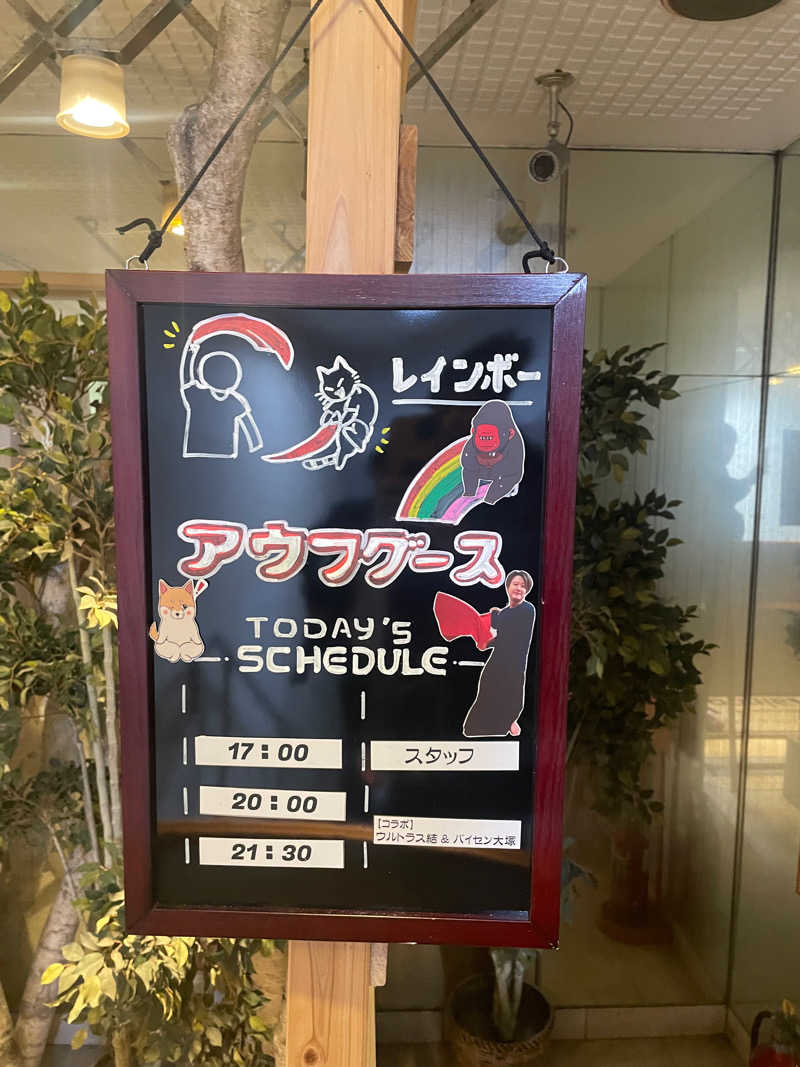 レインボー
アウフグース
TODAY'S
SCHEDULE
17:00 スタッフ
20:00
【コラボ】
ウルトラス結 & バイセン大塚
21:30